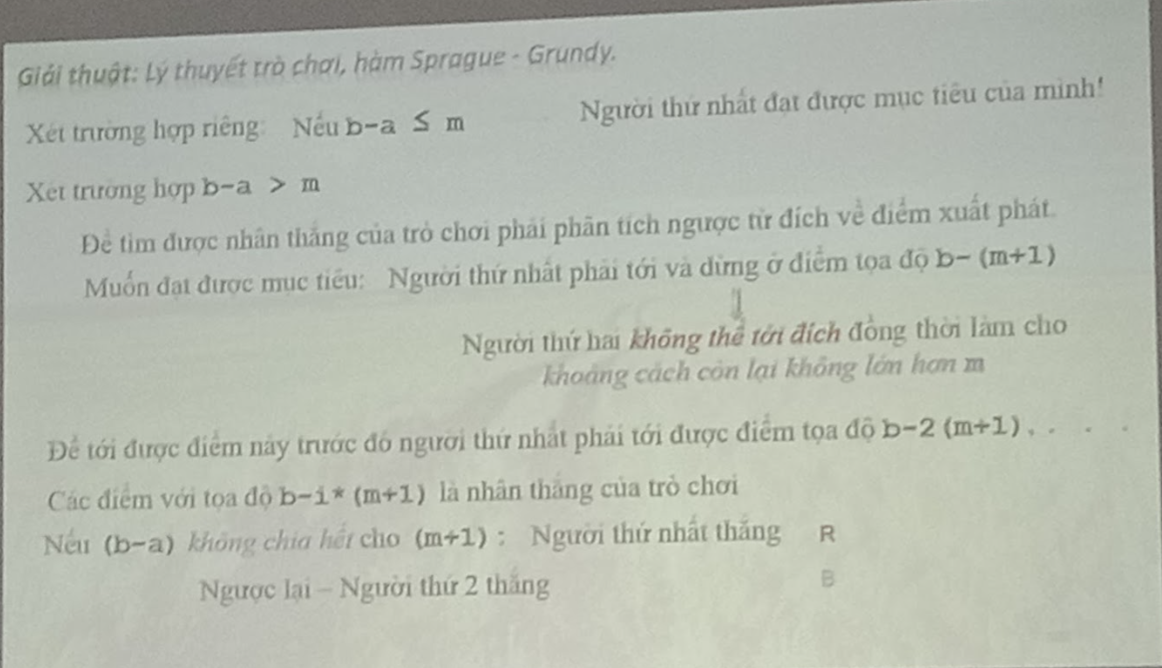 Giải thuật: Lý thuyết trò chơi, hàm Sprague - Grundy.
Xét trường hợp riêng: Nếu b-a ≤ m Người thứ nhất đạt được mục tiêu của mình!
Xét trường hợp b-a > m
Để tìm được nhân thắng của trò chơi phải phân tích ngược từ đích về điểm xuất phát.
Muốn đạt được mục tiêu: Người thứ nhất phải tới và dừng ở điểm tọa độ b-(m+1)
Người thứ hai không thể tới đích đồng thời làm cho
khoảng cách còn lại không lớn hơn m
Để tới được điểm này trước đó người thứ nhất phải tới được điểm tọa độ b-2(m+1), . . .
Các điểm với tọa độ b-i*(m+1) là nhân thắng của trò chơi
Nếu (b-a) không chia hết cho (m+1) : Người thứ nhất thắng R
Ngược lại – Người thứ 2 thắng B